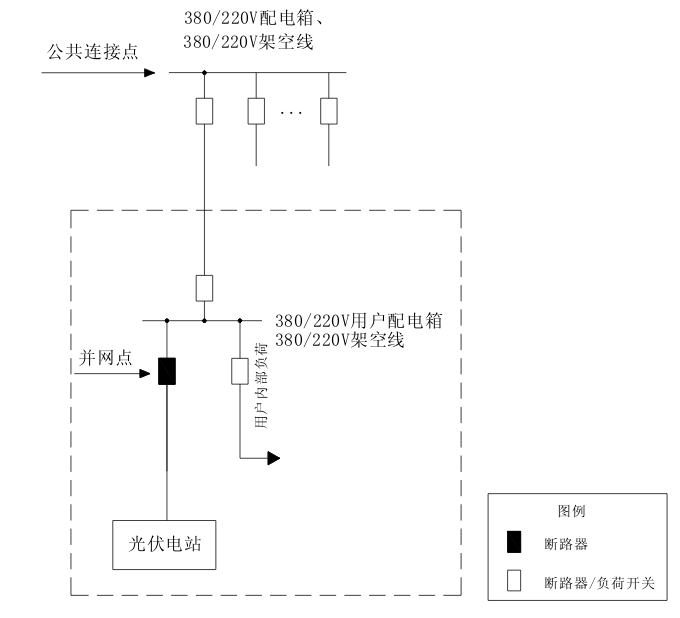 380/220V配电箱、
380/220V架空线
公共连接点
···
380/220V用户配电箱
380/220V架空线
并网点
用户内部负荷
光伏电站
图例
断路器
断路器/负荷开关